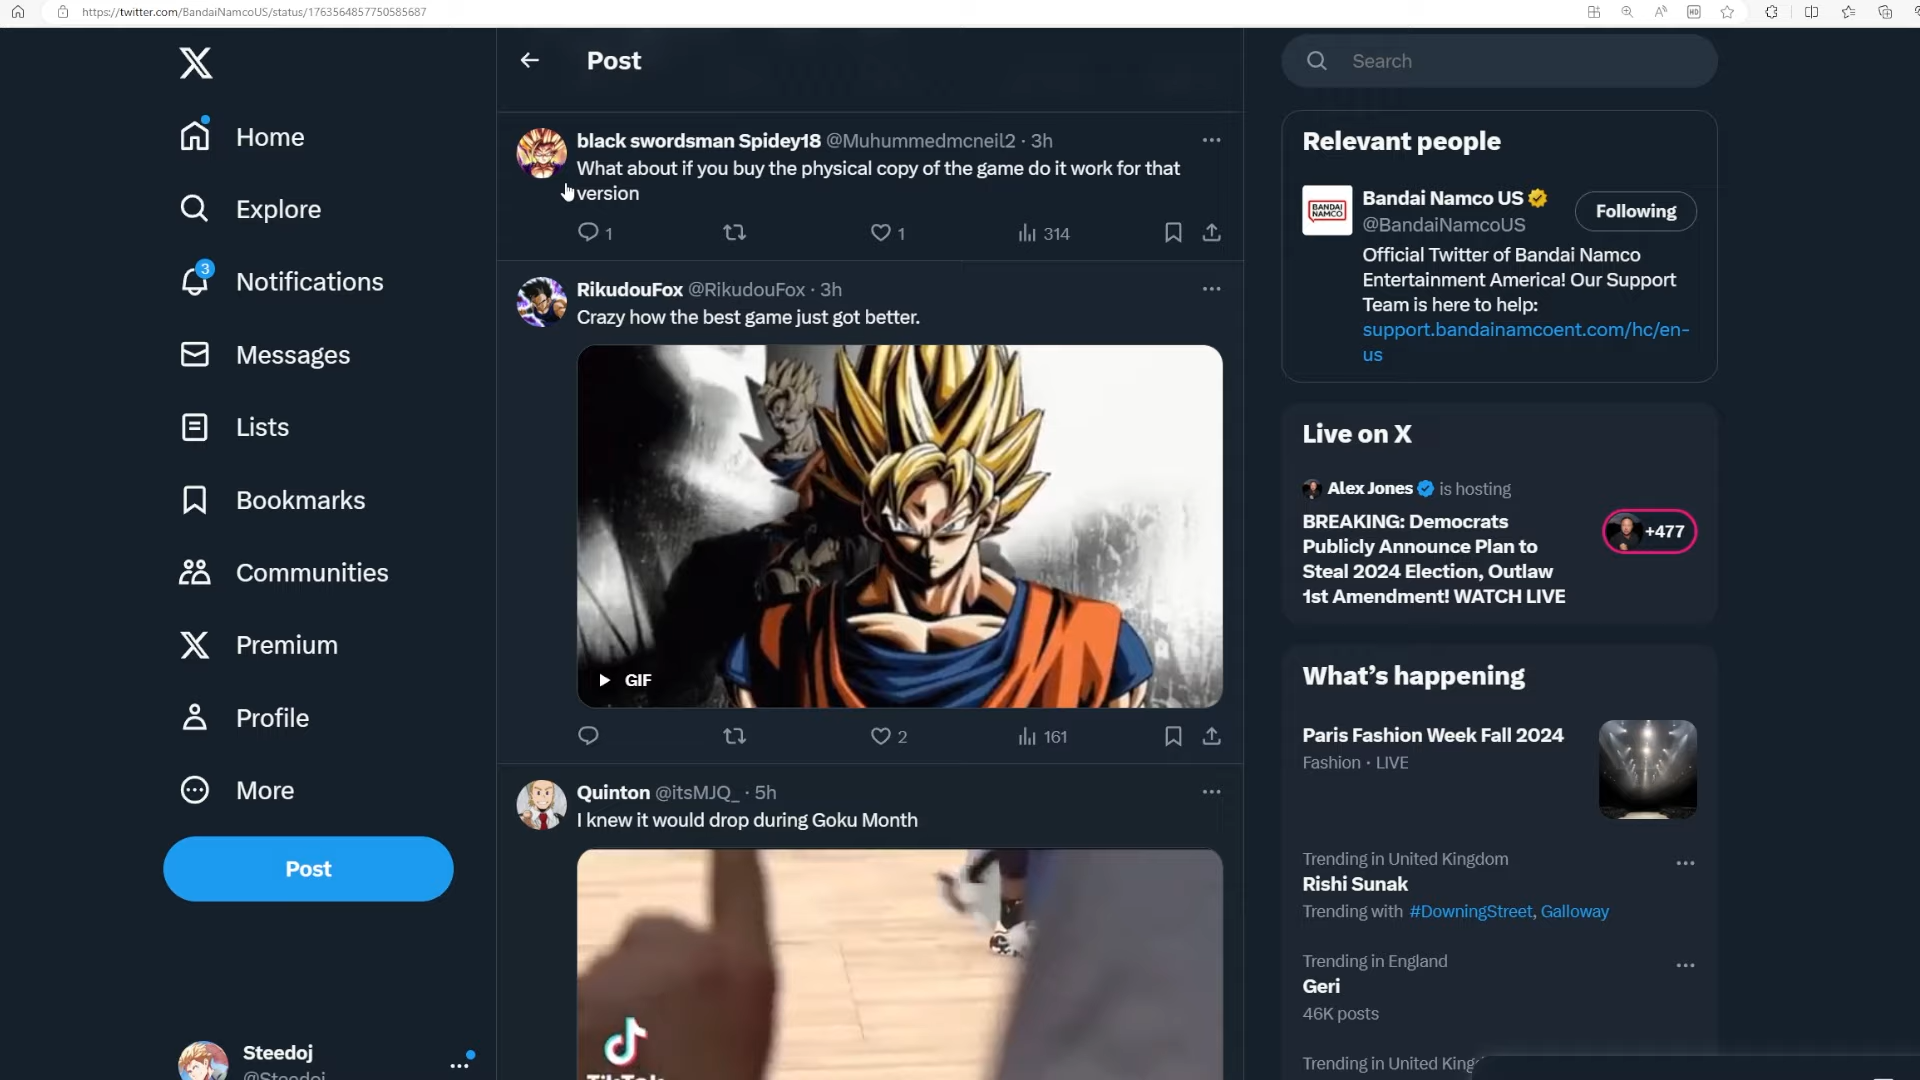 https://twitter.com/BandaiNamcoUS/status/1763564857750585687
Home
Explore
3
Notifications
Messages
Lists
Bookmarks
Communities
Premium
Profile
More
Post
Steedoj
@Steedoj
Post
black swordsman Spidey18 @Muhummedmcneil2 · 3h
What about if you buy the physical copy of the game do it work for that
version
1
1
314
RikudouFox @RikudouFox · 3h
Crazy how the best game just got better.
GIF
2
161
Quinton @itsMJQ_ · 5h
I knew it would drop during Goku Month
TikTok
Search
Relevant people
BANDAI
NAMCO
Bandai Namco US
@BandaiNamcoUS
Following
Official Twitter of Bandai Namco
Entertainment America! Our Support
Team is here to help:
support.bandainamcoent.com/hc/en-
us
Live on X
Alex Jones is hosting
BREAKING: Democrats
Publicly Announce Plan to
Steal 2024 Election, Outlaw
1st Amendment! WATCH LIVE
+477
What's happening
Paris Fashion Week Fall 2024
Fashion · LIVE
Trending in United Kingdom
Rishi Sunak
Trending with #DowningStreet, Galloway
Trending in England
Geri
46K posts
Trending in United King